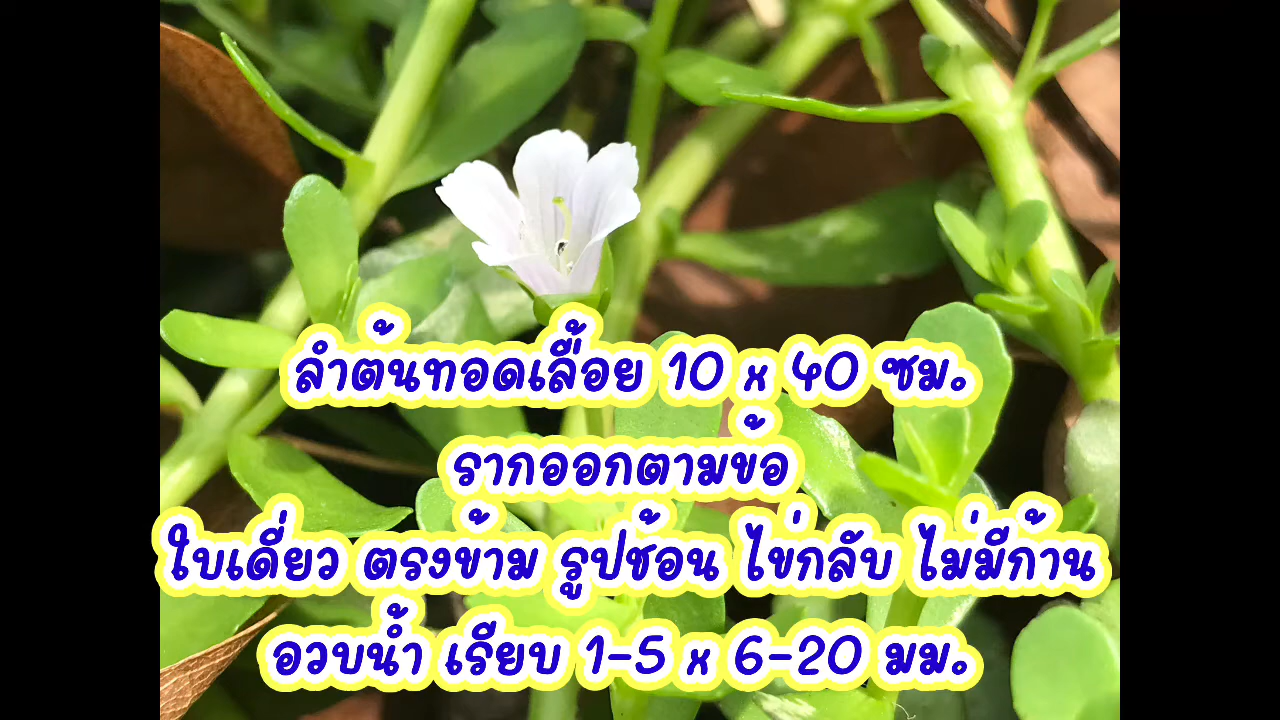 ลำต้นทอดเลื้อย 10 x 40 ซม.
รากออกตามข้อ
ใบเดี่ยว ตรงข้าม รูปช้อน ไข่กลับ ไม่มีก้าน
อวบน้ำ เรียบ 1-5 x 6-20 มม.